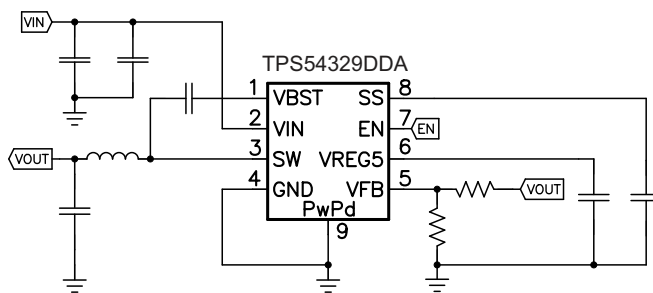 VIN
TPS54329DDA
1 VBST SS 8
2 VIN EN 7 EN
3 SW VREG5 6
VOUT
4 GND VFB 5 VOUT
PwPd
9